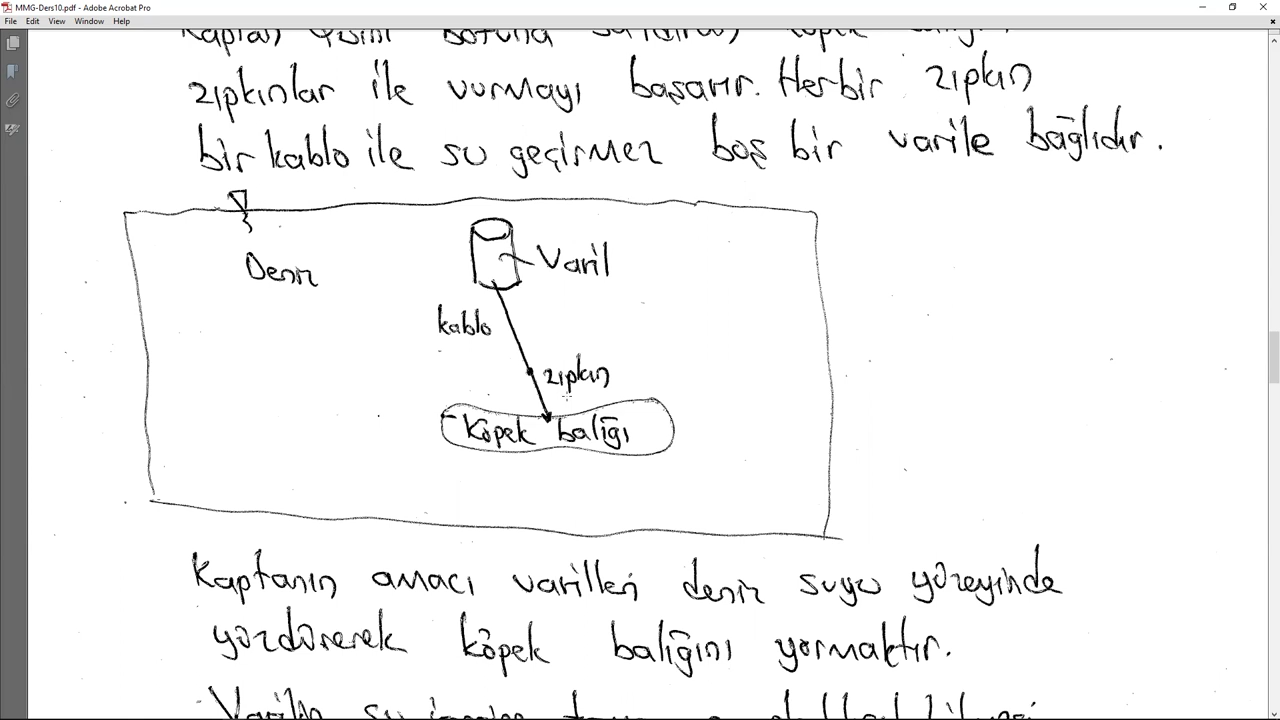 MMG-Ders10.pdf - Adobe Acrobat Pro
File Edit View Window Help
zıpkınlar ile vurmayı başarır. Herbir zıpkın
bir kablo ile su geçirmez boş bir varile bağlıdır.
Deniz
Varil
kablo
zıpkın
Köpek balığı
Kaptanın amacı varilleri deniz suyu yüzeyinde
yüzdürerek köpek balığını yormaktır.